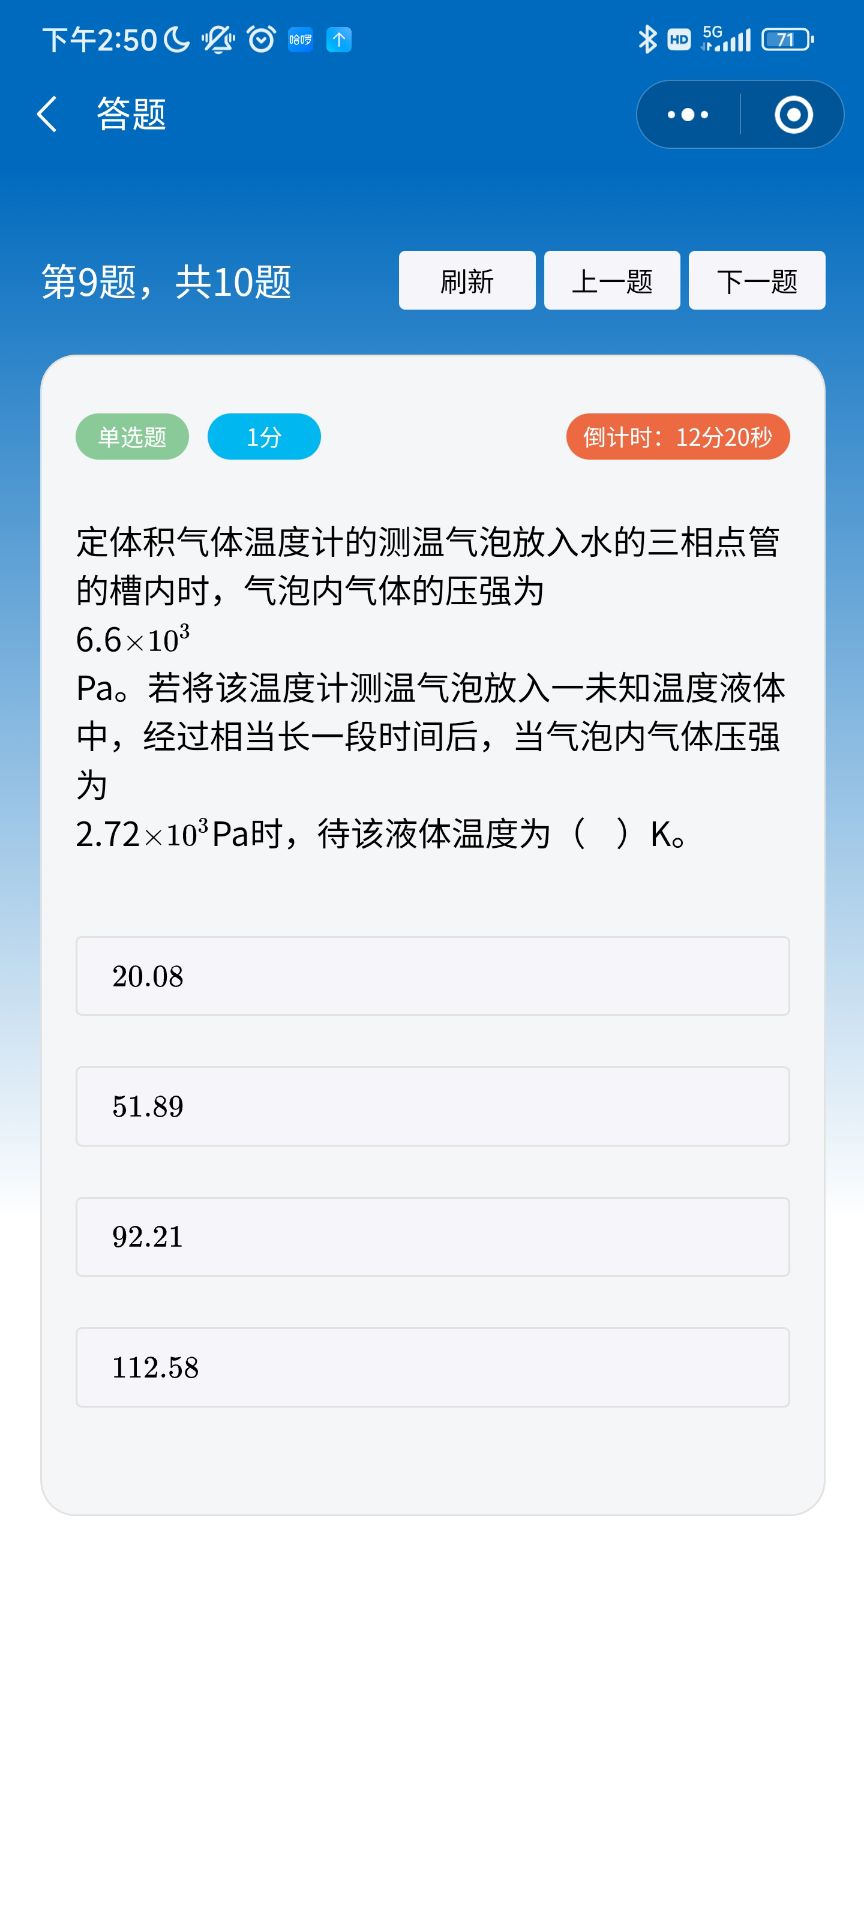 下午2:50
哈啰
HD
5G
71
答题
第9题，共10题
刷新
上一题
下一题
单选题
1分
倒计时：12分20秒
定体积气体温度计的测温气泡放入水的三相点管
的槽内时，气泡内气体的压强为
6.6×10³
Pa。若将该温度计测温气泡放入一未知温度液体
中，经过相当长一段时间后，当气泡内气体压强
为
2.72×10³Pa时，待该液体温度为（　）K。
20.08
51.89
92.21
112.58